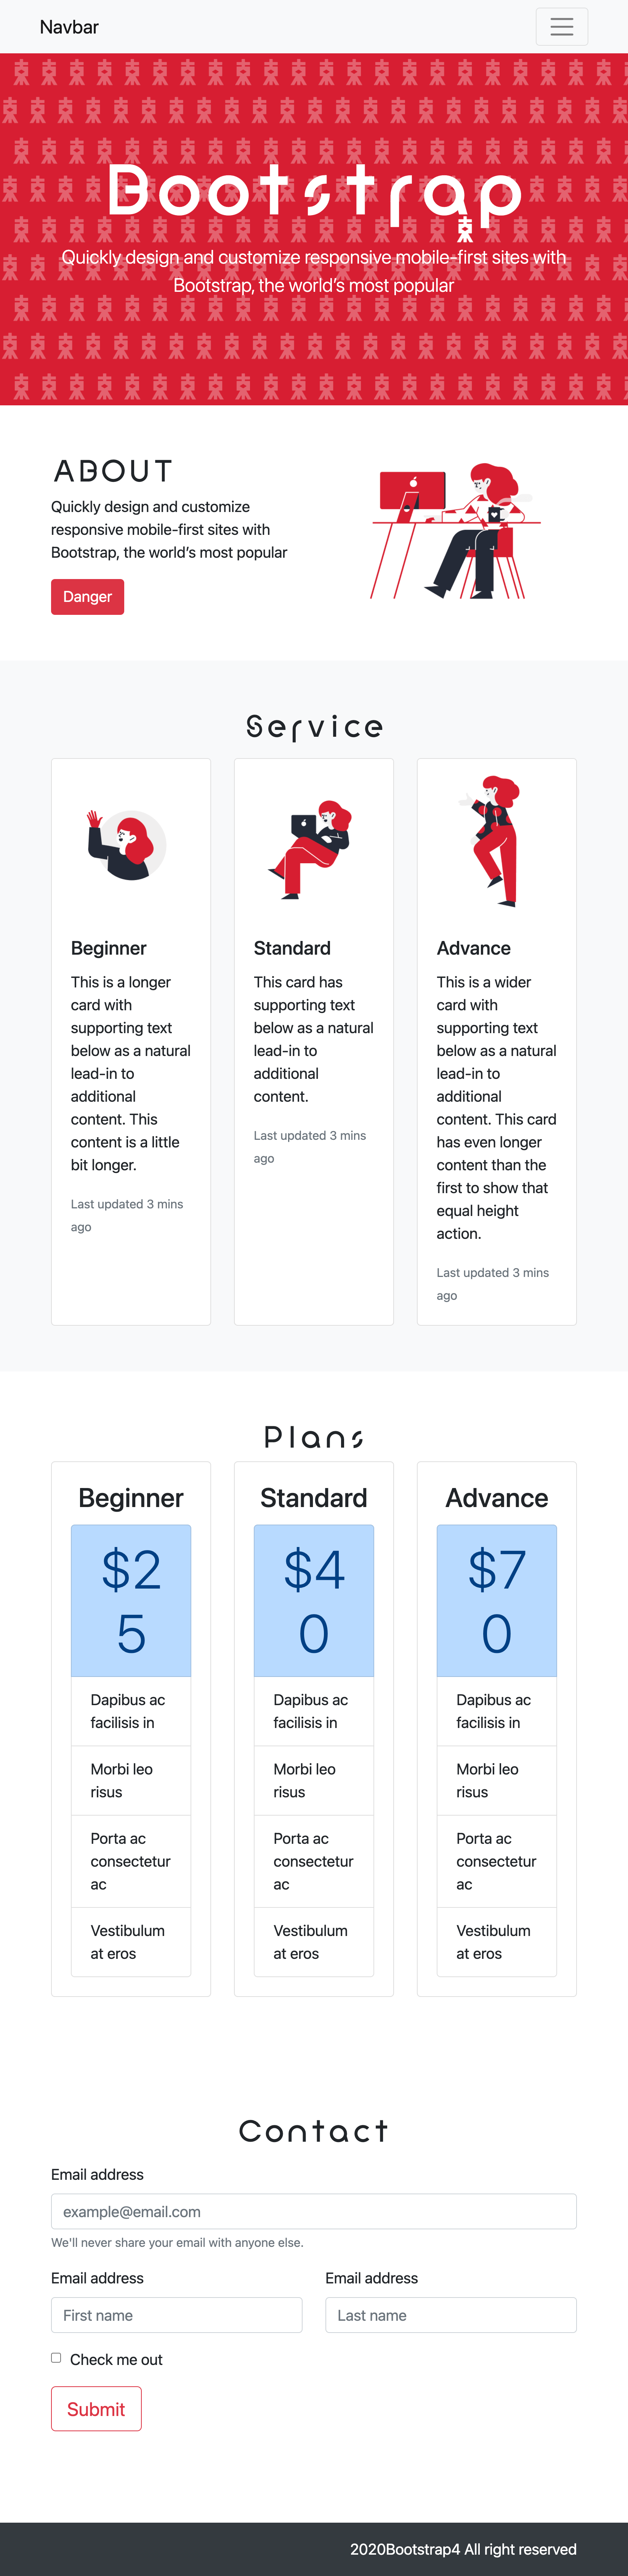 Navbar
Bootstrap
Quickly design and customize responsive mobile-first sites with
Bootstrap, the world’s most popular
ABOUT
Quickly design and customize
responsive mobile-first sites with
Bootstrap, the world’s most popular
Danger
Service
Beginner
This is a longer
card with
supporting text
below as a natural
lead-in to
additional
content. This
content is a little
bit longer.
Last updated 3 mins
ago
Standard
This card has
supporting text
below as a natural
lead-in to
additional
content.
Last updated 3 mins
ago
Advance
This is a wider
card with
supporting text
below as a natural
lead-in to
additional
content. This card
has even longer
content than the
first to show that
equal height
action.
Last updated 3 mins
ago
Plans
Beginner
$2
5
Dapibus ac
facilisis in
Morbi leo
risus
Porta ac
consectetur
ac
Vestibulum
at eros
Standard
$4
0
Dapibus ac
facilisis in
Morbi leo
risus
Porta ac
consectetur
ac
Vestibulum
at eros
Advance
$7
0
Dapibus ac
facilisis in
Morbi leo
risus
Porta ac
consectetur
ac
Vestibulum
at eros
Contact
Email address
example@email.com
We'll never share your email with anyone else.
Email address
First name
Email address
Last name
Check me out
Submit
2020Bootstrap4 All right reserved